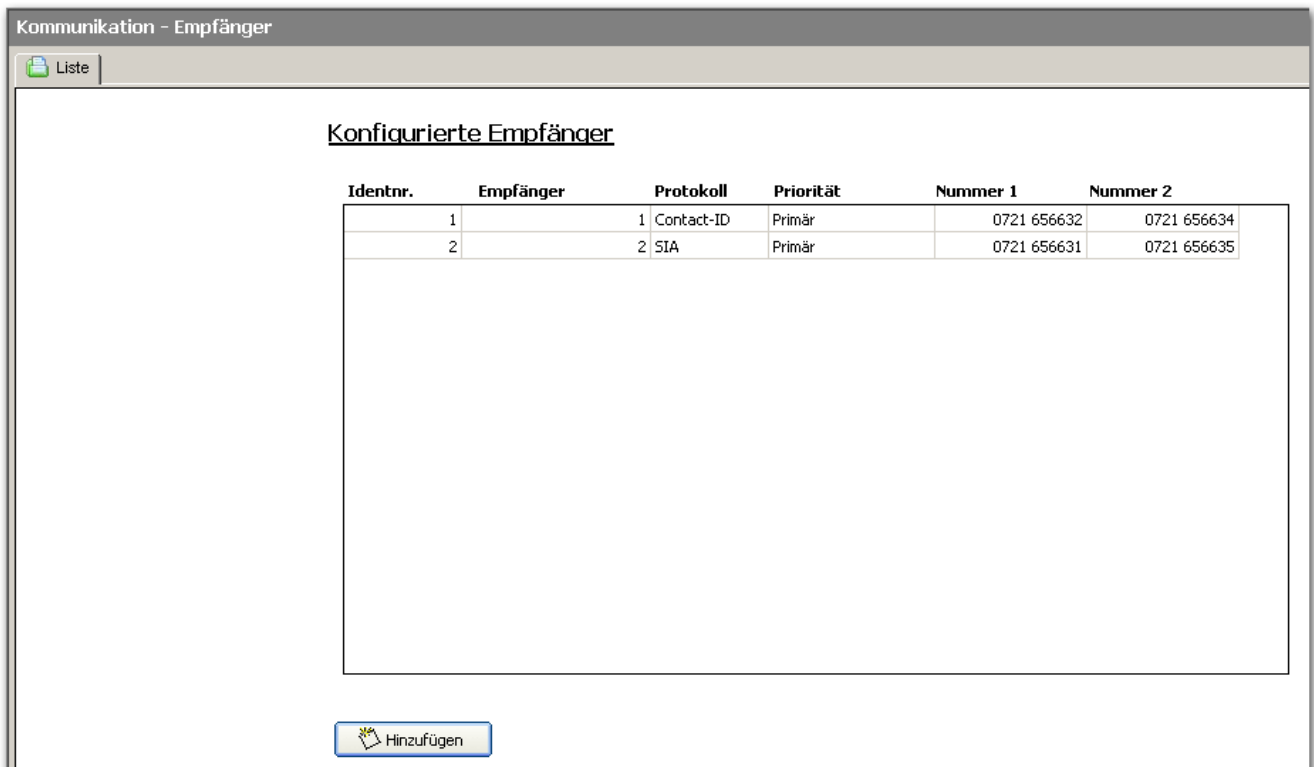 Kommunikation - Empfänger
Liste
Konfigurierte Empfänger
Identnr. Empfänger Protokoll Priorität Nummer 1 Nummer 2
1 1 Contact-ID Primär 0721 656632 0721 656634
2 2 SIA Primär 0721 656631 0721 656635
Hinzufügen